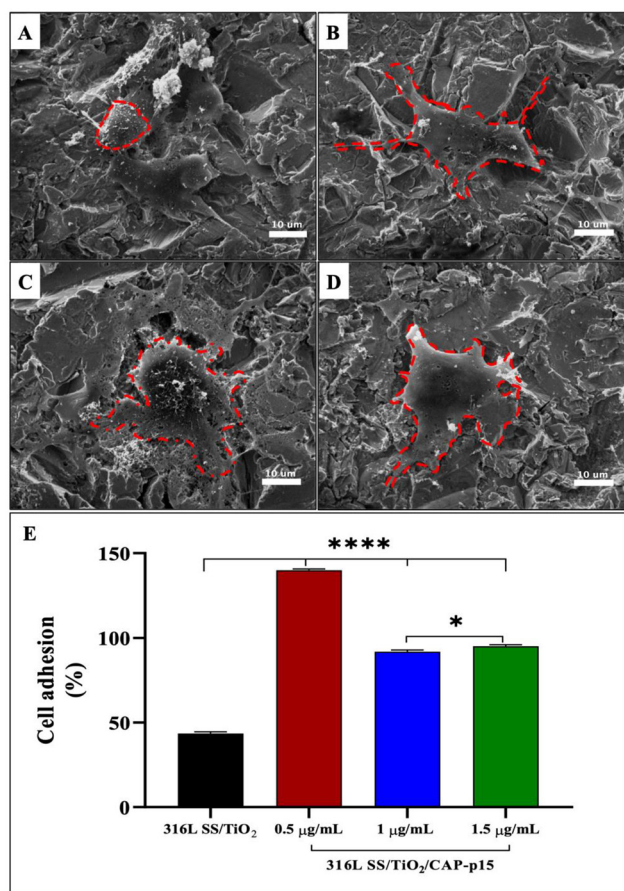 A
B
10 um
10 um
C
D
10 um
10 um
E
****
*
Cell adhesion
(%)
150
100
50
0
316L SS/TiO₂
0.5 µg/mL
1 µg/mL
1.5 µg/mL
316L SS/TiO₂/CAP-p15